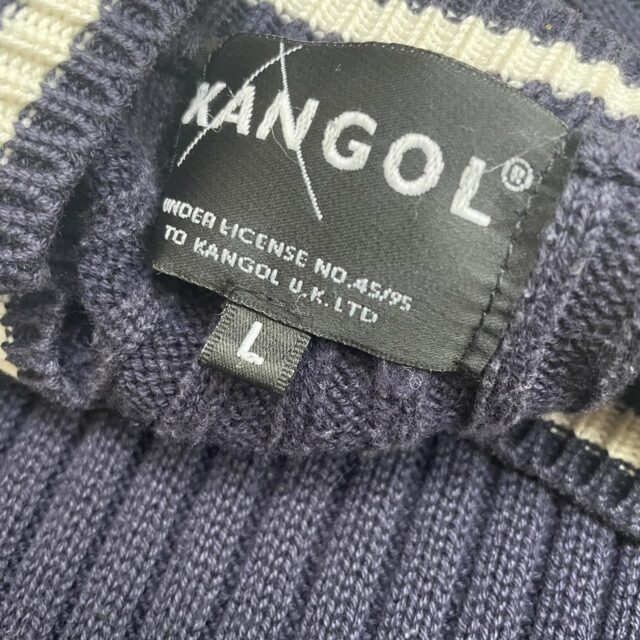 KANGOL®
UNDER LICENSE NO.45/95
TO KANGOL U.K.LTD
L